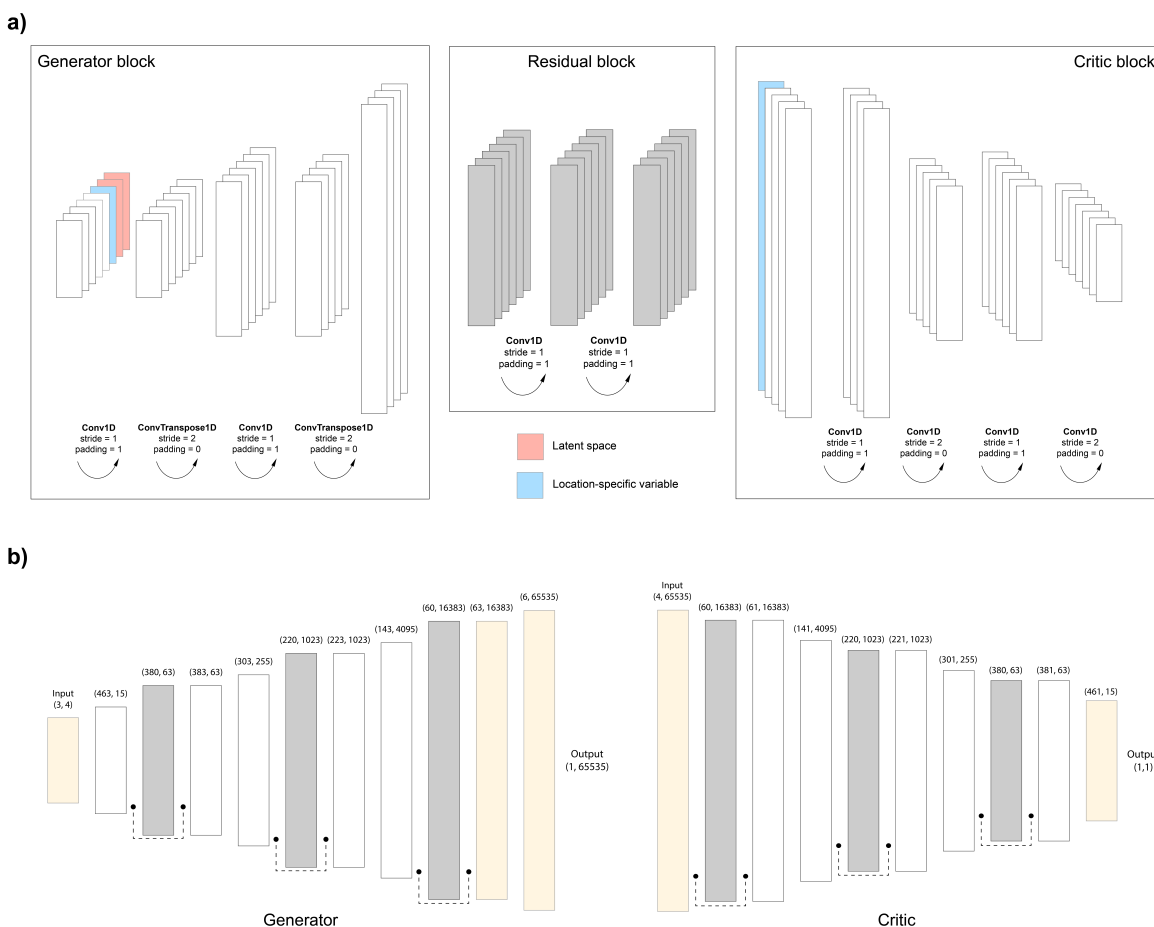 a)
Generator block
Residual block
Critic block
Conv1D
stride = 1
padding = 1
Conv1D
stride = 1
padding = 1
Conv1D
stride = 1
padding = 1
ConvTranspose1D
stride = 2
padding = 0
Conv1D
stride = 1
padding = 1
ConvTranspose1D
stride = 2
padding = 0
Latent space
Location-specific variable
Conv1D
stride = 1
padding = 1
Conv1D
stride = 2
padding = 0
Conv1D
stride = 1
padding = 1
Conv1D
stride = 2
padding = 0
b)
Input
(3, 4)
(463, 15)
(380, 63)
(383, 63)
(303, 255)
(220, 1023)
(223, 1023)
(143, 4095)
(60, 16383)
(63, 16383)
(6, 65535)
Output
(1, 65535)
Generator
Input
(4, 65535)
(60, 16383)
(61, 16383)
(141, 4095)
(220, 1023)
(221, 1023)
(301, 255)
(380, 63)
(381, 63)
(461, 15)
Outpu
(1,1)
Critic